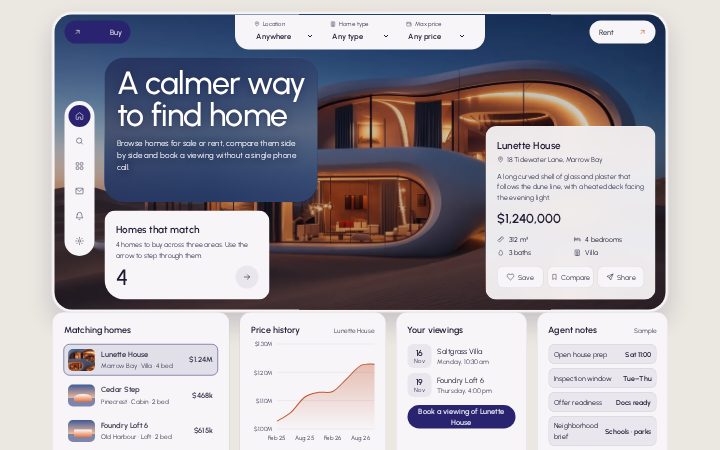 Buy
Location
Anywhere
Home type
Any type
Max price
Any price
Rent
A calmer way
to find home
Browse homes for sale or rent, compare them side
by side and book a viewing without a single phone
call.
Homes that match
4 homes to buy across three areas. Use the
arrow to step through them.
4
Lunette House
18 Tidewater Lane, Marrow Bay
A long curved shell of glass and plaster that
follows the dune line, with a heated deck facing
the evening light.
$1,240,000
312 m²
4 bedrooms
3 baths
Villa
Save
Compare
Share
Matching homes
Lunette House
Marrow Bay · Villa · 4 bed
$1.24M
Cedar Step
Pinecrest · Cabin · 2 bed
$468k
Foundry Loft 6
Old Harbour · Loft · 2 bed
$615k
Price history
Lunette House
$1.30M
$1.20M
$1.10M
$1.00M
Feb 25
Aug 25
Feb 26
Aug 26
Your viewings
16
Nov
Saltgrass Villa
Monday, 10:30 am
19
Nov
Foundry Loft 6
Thursday, 4:00 pm
Book a viewing of Lunette
House
Agent notes
Sample
Open house prep
Sat 11:00
Inspection window
Tue–Thu
Offer readiness
Docs ready
Neighborhood
brief
Schools · parks